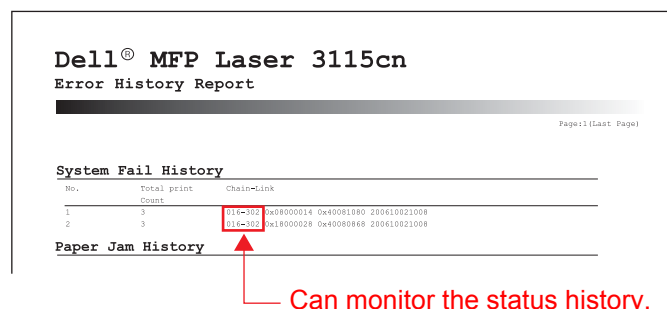 Dell® MFP Laser 3115cn
Error History Report
Page:1(Last Page)
System Fail History
No. Total print Count Chain-Link
1 3 016-302 0x08000014 0x40081080 200610021008
2 3 016-302 0x18000028 0x40080868 200610021008
Paper Jam History
Can monitor the status history.